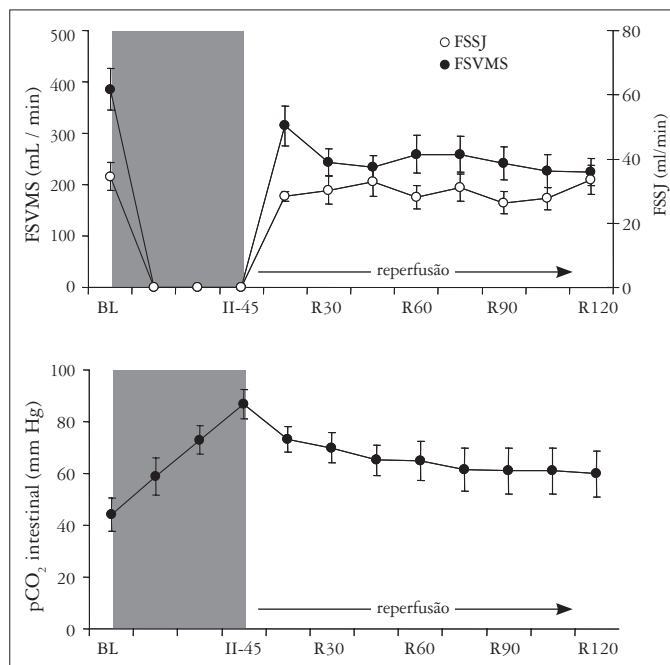 500
400
300
200
100
0
FSVMS (mL / min)
FSSJ
FSVMS
80
60
40
20
0
FSSJ (ml/min)
reperfusão
BL II-45 R30 R60 R90 R120
100
80
60
40
20
0
pCO₂ intestinal (mm Hg)
reperfusão
BL II-45 R30 R60 R90 R120